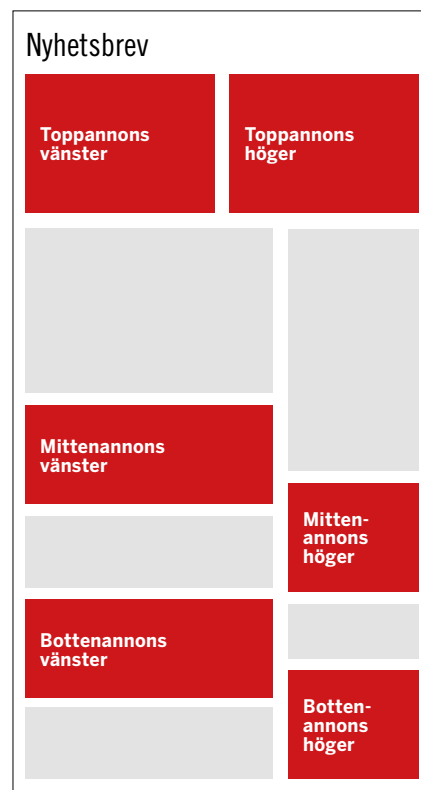 Nyhetsbrev
Toppannons
vänster
Toppannons
höger
Mittenannons
vänster
Mitten-
annons
höger
Bottenannons
vänster
Botten-
annons
höger